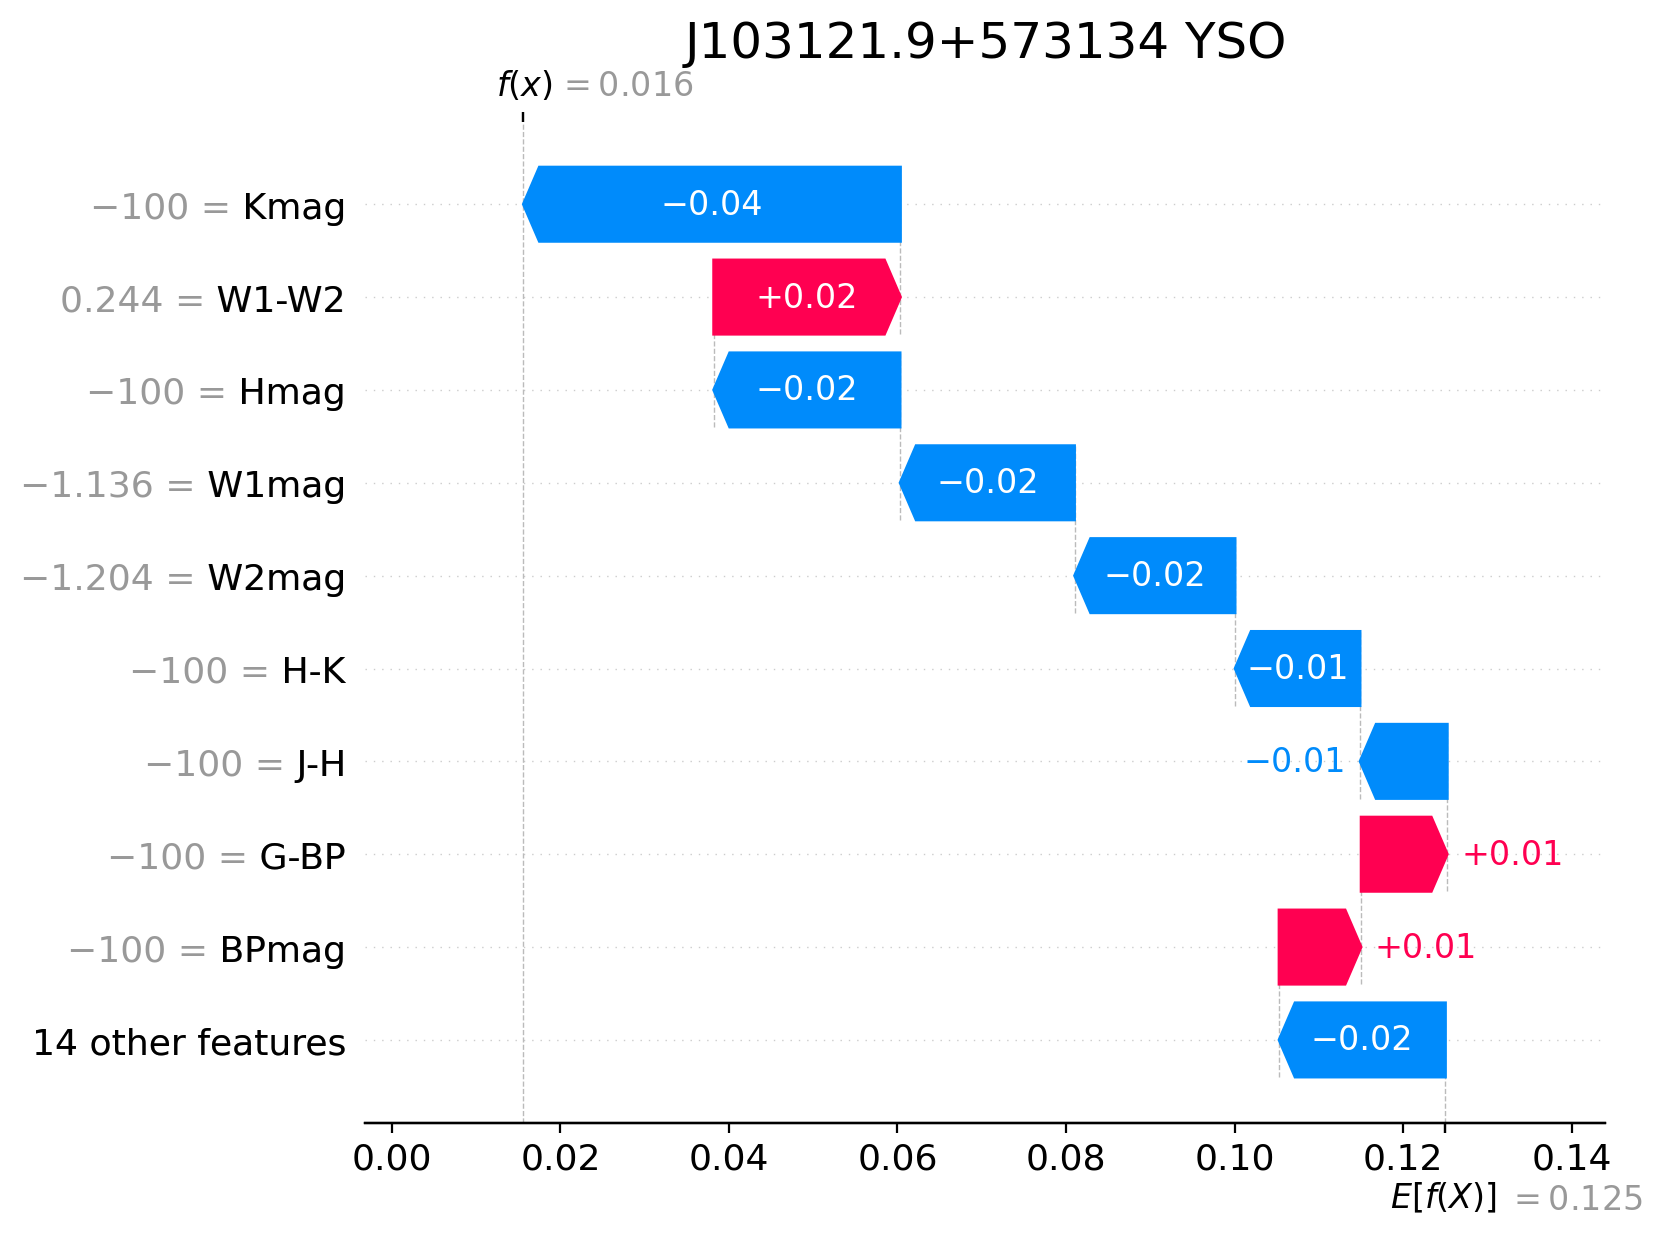 J103121.9+573134 YSO
f(x) = 0.016
−100 = Kmag
−0.04
0.244 = W1-W2
+0.02
−100 = Hmag
−0.02
−1.136 = W1mag
−0.02
−1.204 = W2mag
−0.02
−100 = H-K
−0.01
−100 = J-H
−0.01
−100 = G-BP
+0.01
−100 = BPmag
+0.01
14 other features
−0.02
0.00 0.02 0.04 0.06 0.08 0.10 0.12 0.14
E[f(X)] = 0.125